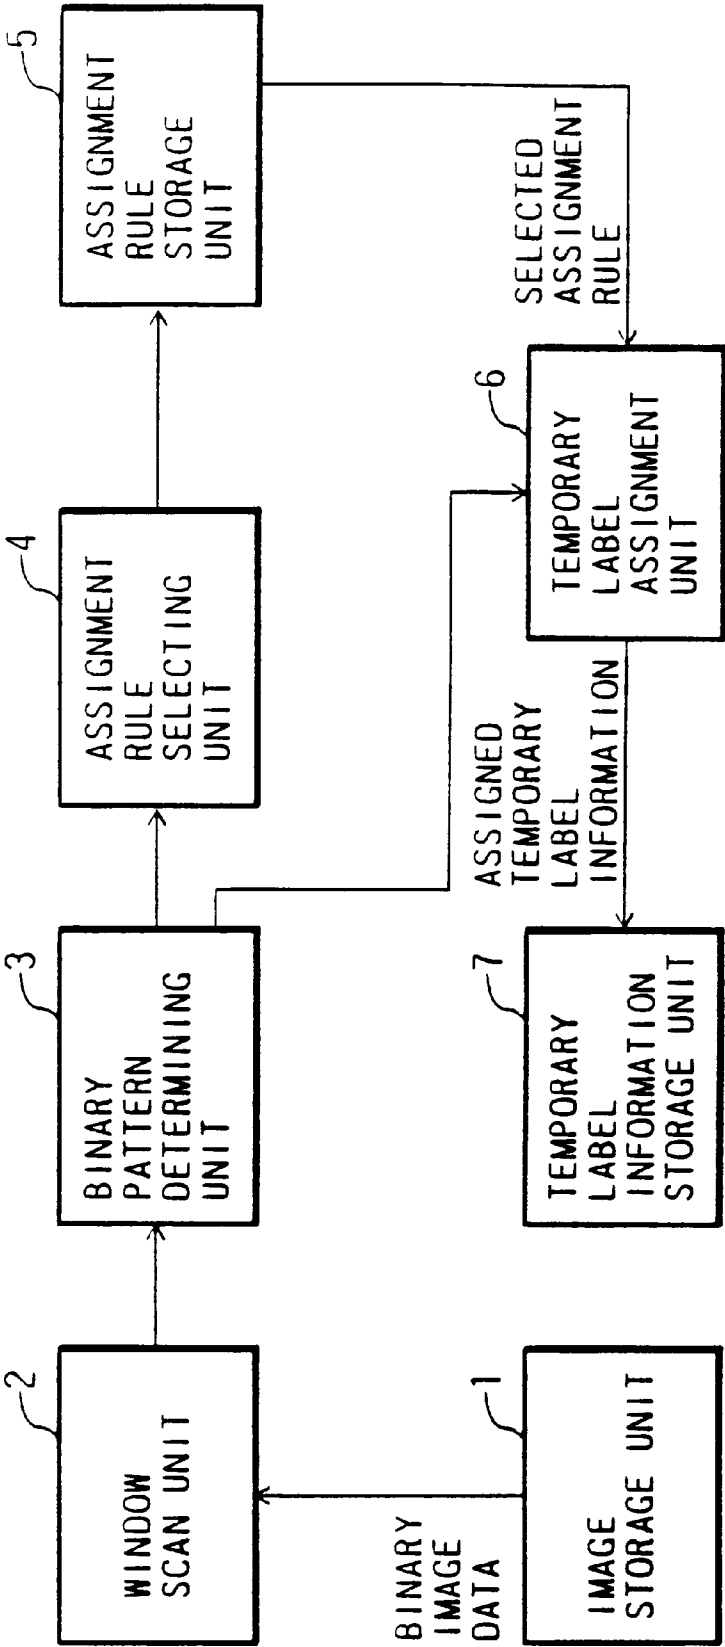 2
WINDOW
SCAN UNIT
3
BINARY
PATTERN
DETERMINING
UNIT
4
ASSIGNMENT
RULE
SELECTING
UNIT
5
ASSIGNMENT
RULE
STORAGE
UNIT
BINARY
IMAGE
DATA
1
IMAGE
STORAGE UNIT
7
TEMPORARY
LABEL
INFORMATION
STORAGE UNIT
ASSIGNED
TEMPORARY
LABEL
INFORMATION
6
TEMPORARY
LABEL
ASSIGNMENT
UNIT
SELECTED
ASSIGNMENT
RULE